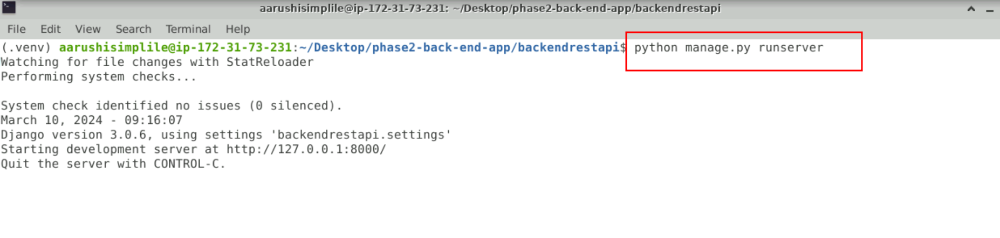 aarushisimplile@ip-172-31-73-231: ~/Desktop/phase2-back-end-app/backendrestapi
File Edit View Search Terminal Help
(.venv) aarushisimplile@ip-172-31-73-231:~/Desktop/phase2-back-end-app/backendrestapi$ python manage.py runserver
Watching for file changes with StatReloader
Performing system checks...
System check identified no issues (0 silenced).
March 10, 2024 - 09:16:07
Django version 3.0.6, using settings 'backendrestapi.settings'
Starting development server at http://127.0.0.1:8000/
Quit the server with CONTROL-C.